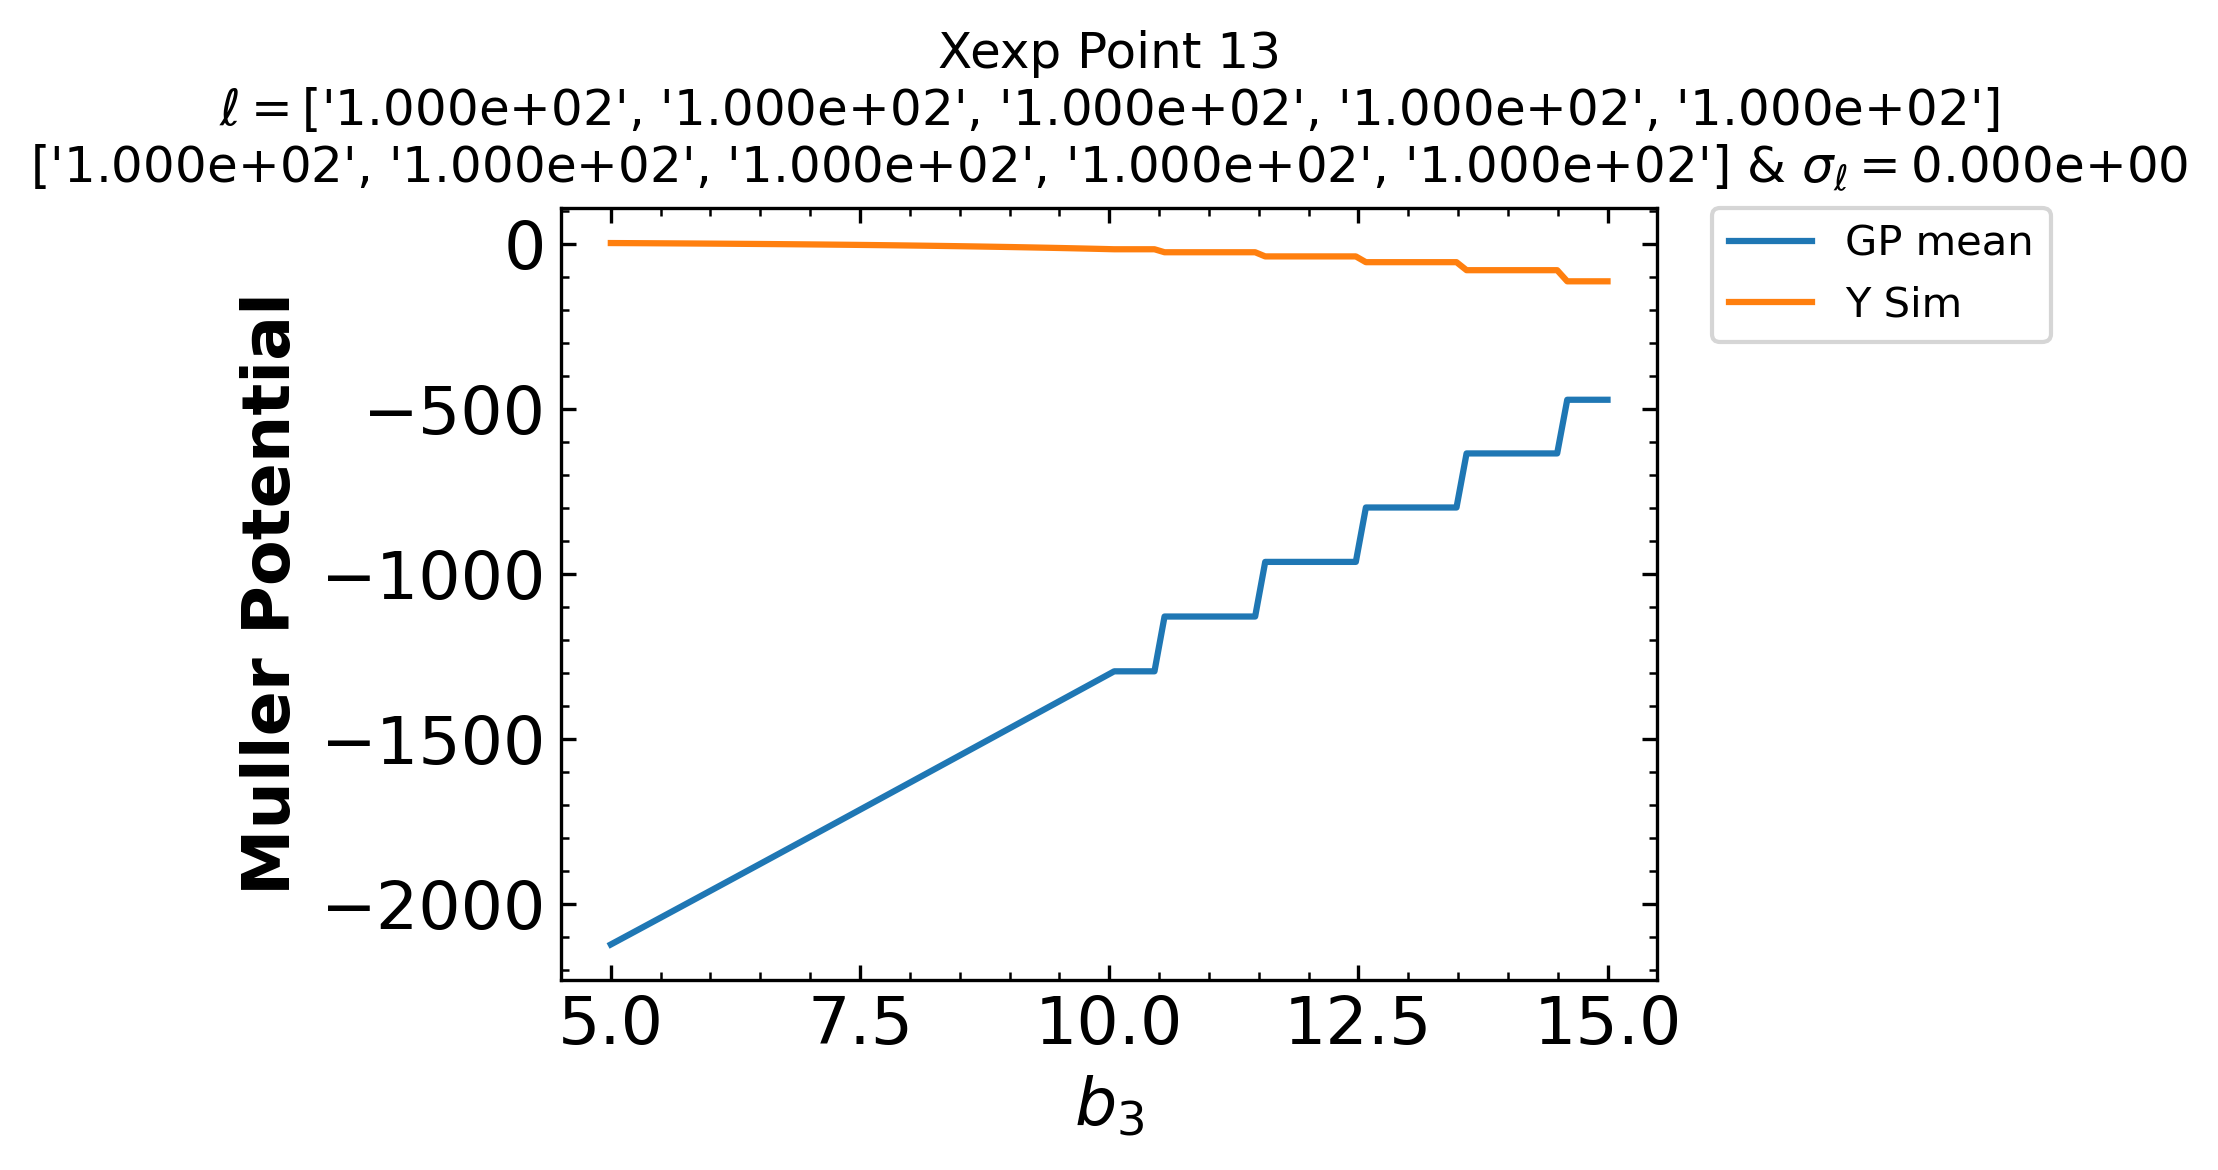 Xexp Point 13
ℓ = ['1.000e+02', '1.000e+02', '1.000e+02', '1.000e+02', '1.000e+02']
['1.000e+02', '1.000e+02', '1.000e+02', '1.000e+02', '1.000e+02'] & σℓ = 0.000e+00
GP mean
Y Sim
Muller Potential
0
−500
−1000
−1500
−2000
5.0 7.5 10.0 12.5 15.0
b₃